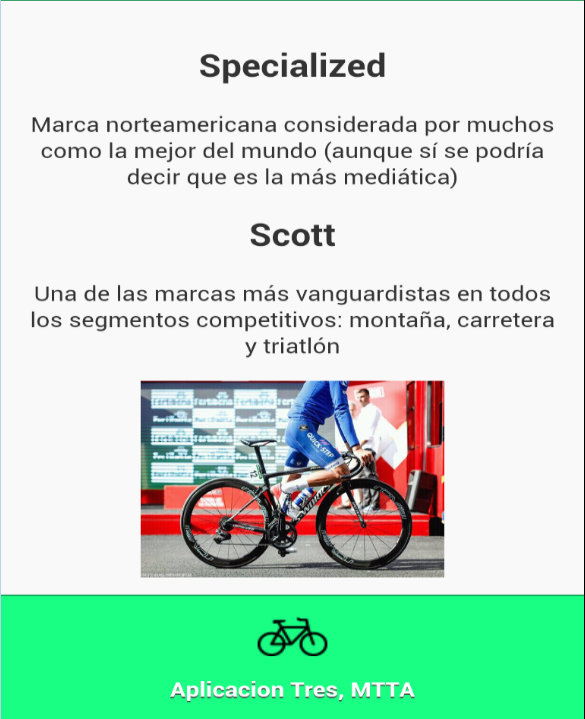 Specialized
Marca norteamericana considerada por muchos
como la mejor del mundo (aunque sí se podría
decir que es la más mediática)
Scott
Una de las marcas más vanguardistas en todos
los segmentos competitivos: montaña, carretera
y triatlón
QUICK-STEP
Aplicacion Tres, MTTA